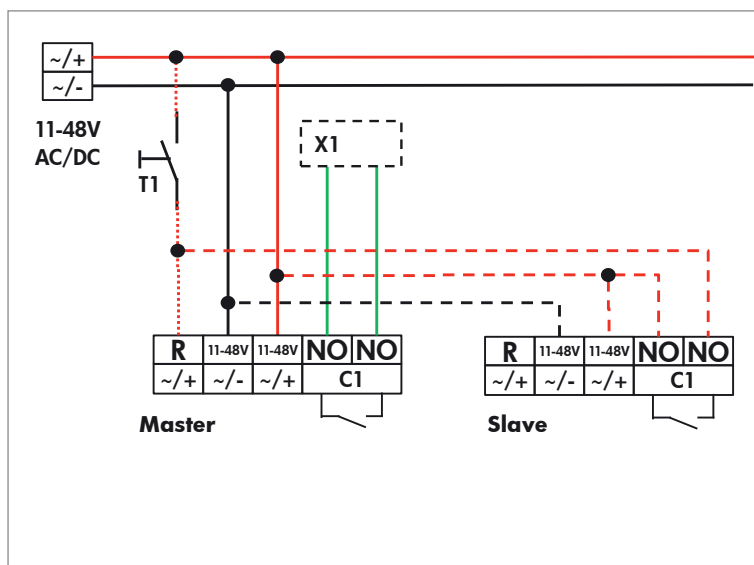 ~/+
~/-
11-48V
AC/DC
T1
X1
R 11-48V 11-48V NO NO
~/+ ~/- ~/+ C1
Master
R 11-48V 11-48V NO NO
~/+ ~/- ~/+ C1
Slave